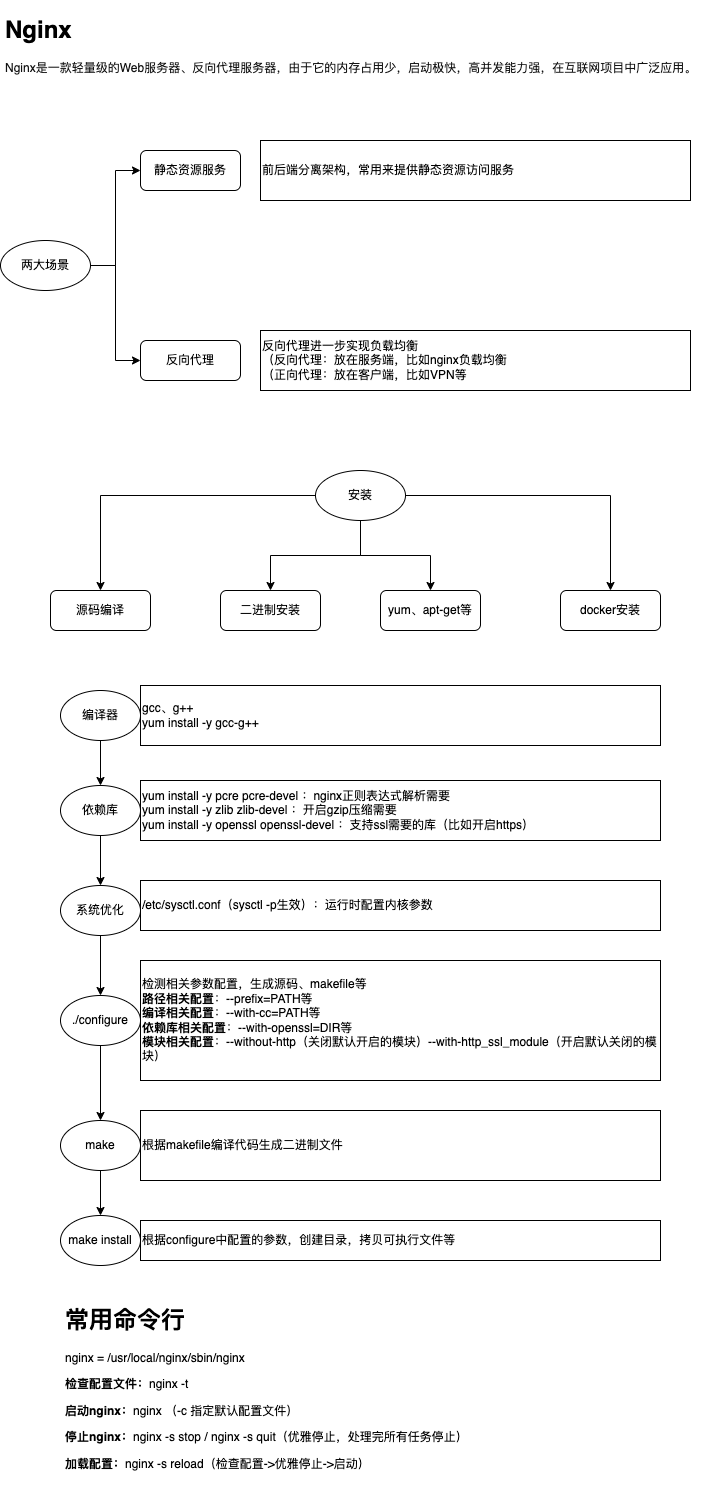 Nginx
Nginx是一款轻量级的Web服务器、反向代理服务器，由于它的内存占用少，启动极快，高并发能力强，在互联网项目中广泛应用。
静态资源服务
前后端分离架构，常用来提供静态资源访问服务
两大场景
反向代理
反向代理进一步实现负载均衡
（反向代理：放在服务端，比如nginx负载均衡
（正向代理：放在客户端，比如VPN等
安装
源码编译
二进制安装
yum、apt-get等
docker安装
编译器
gcc、g++
yum install -y gcc-g++
依赖库
yum install -y pcre pcre-devel： nginx正则表达式解析需要
yum install -y zlib zlib-devel： 开启gzip压缩需要
yum install -y openssl openssl-devel： 支持ssl需要的库（比如开启https）
系统优化
/etc/sysctl.conf（sysctl -p生效）：运行时配置内核参数
./configure
检测相关参数配置，生成源码、makefile等
路径相关配置：--prefix=PATH等
编译相关配置：--with-cc=PATH等
依赖库相关配置：--with-openssl=DIR等
模块相关配置：--without-http（关闭默认开启的模块）--with-http_ssl_module（开启默认关闭的模
块）
make
根据makefile编译代码生成二进制文件
make install
根据configure中配置的参数，创建目录，拷贝可执行文件等
常用命令行
nginx = /usr/local/nginx/sbin/nginx
检查配置文件：nginx -t
启动nginx：nginx （-c 指定默认配置文件）
停止nginx：nginx -s stop / nginx -s quit（优雅停止，处理完所有任务停止）
加载配置：nginx -s reload（检查配置->优雅停止->启动）